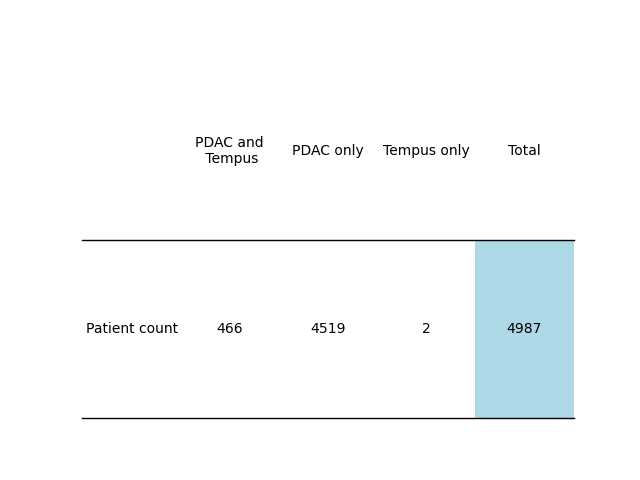 PDAC and
Tempus
PDAC only
Tempus only
Total
Patient count
466
4519
2
4987